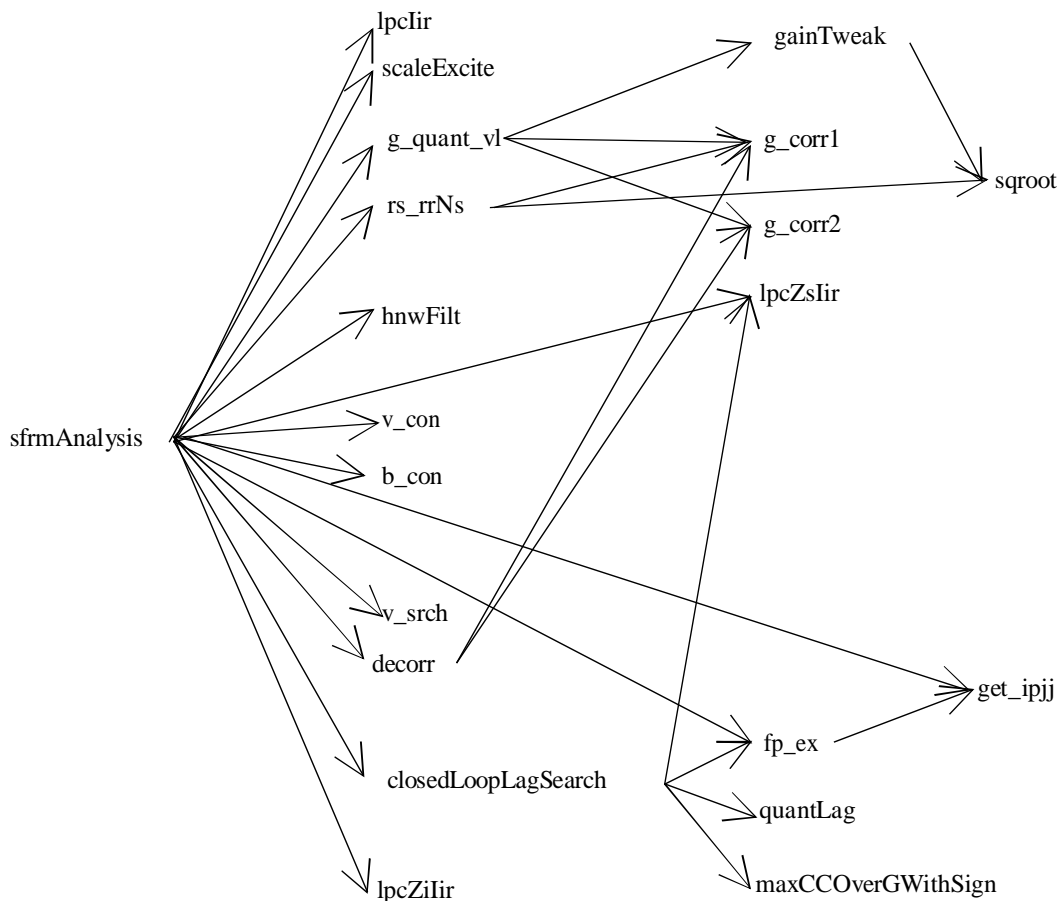 lpcIir
gainTweak
scaleExcite
g_quant_vl
g_corr1
sqroot
rs_rrNs
g_corr2
lpcZsIir
hnwFilt
v_con
sfrmAnalysis
b_con
v_srch
decorr
get_ipjj
fp_ex
closedLoopLagSearch
quantLag
lpcZiIir
maxCCOverGWithSign